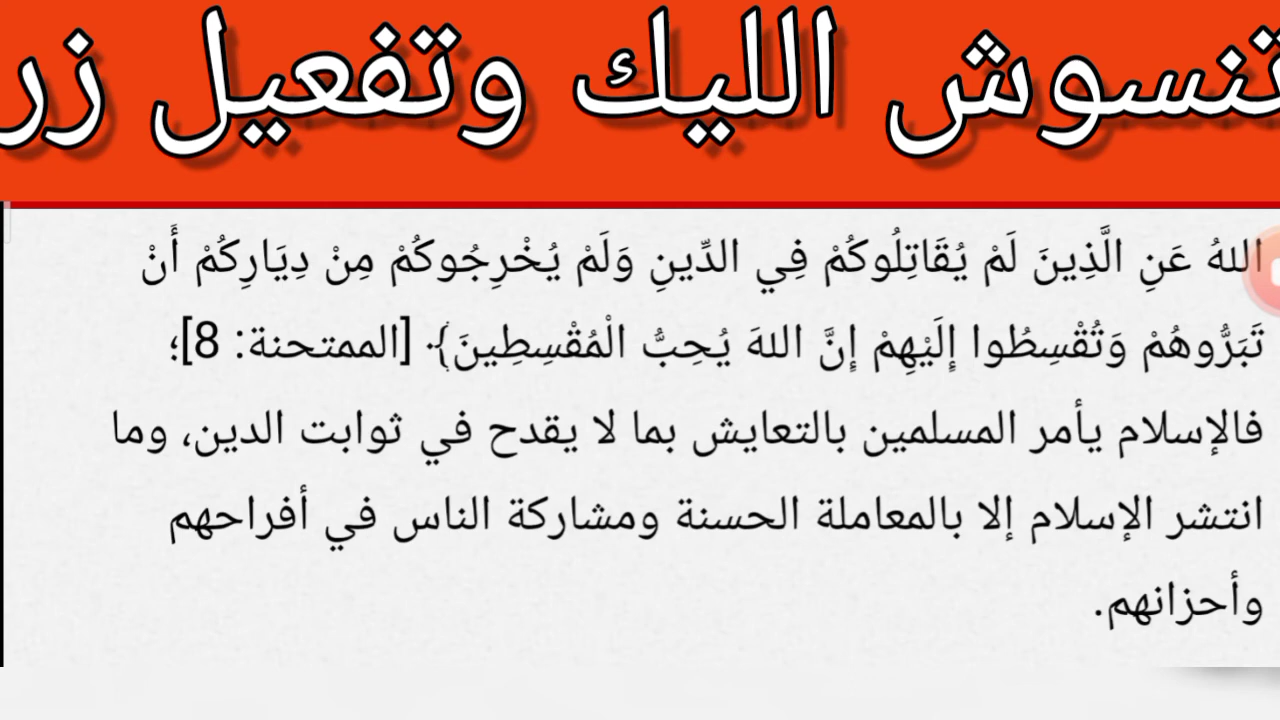 تنسوش الليك وتفعيل زر
اللهُ عَنِ الَّذِينَ لَمْ يُقَاتِلُوكُمْ فِي الدِّينِ وَلَمْ يُخْرِجُوكُمْ مِنْ دِيَارِكُمْ أَنْ
تَبَرُّوهُمْ وَتُقْسِطُوا إِلَيْهِمْ إِنَّ اللهَ يُحِبُّ الْمُقْسِطِينَ﴾ [الممتحنة: 8]؛
فالإسلام يأمر المسلمين بالتعايش بما لا يقدح في ثوابت الدين، وما
انتشر الإسلام إلا بالمعاملة الحسنة ومشاركة الناس في أفراحهم
وأحزانهم.